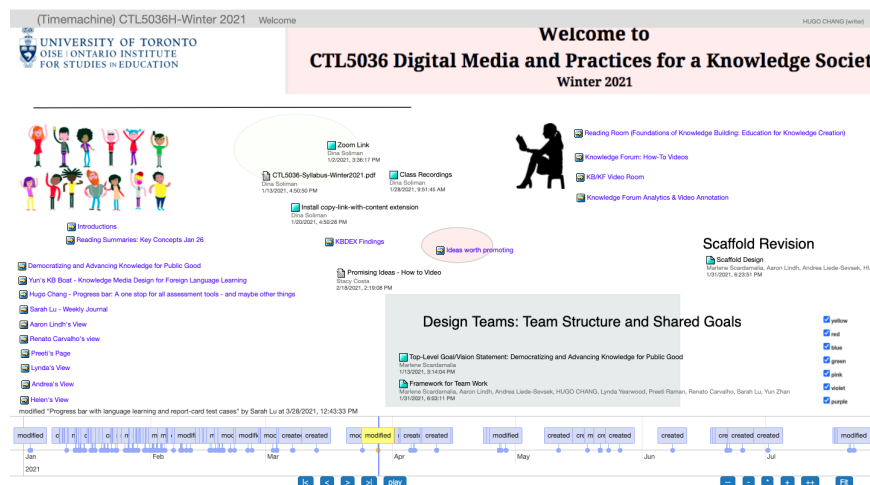 (Timemachine) CTL5036H-Winter 2021 Welcome
HUGO CHANG (writer)
UNIVERSITY OF TORONTO
OISE | ONTARIO INSTITUTE
FOR STUDIES IN EDUCATION
Welcome to
CTL5036 Digital Media and Practices for a Knowledge Societ
Winter 2021
Zoom Link
Dina Soliman
1/2/2021, 3:36:17 PM
CTL5036-Syllabus-Winter2021.pdf
Dina Soliman
1/13/2021, 4:50:50 PM
Class Recordings
Dina Soliman
1/28/2021, 9:51:45 AM
Install copy-link-with-content extension
Dina Soliman
1/20/2021, 4:50:28 PM
Reading Room (Foundations of Knowledge Building: Education for Knowledge Creation)
Knowledge Forum: How-To Videos
KB/KF Video Room
Knowledge Forum Analytics & Video Annotation
Introductions
Reading Summaries: Key Concepts Jan 26
KBDEX Findings
Ideas worth promoting
Promising Ideas - How to Video
Stacy Costa
2/18/2021, 2:19:08 PM
Scaffold Revision
Scaffold Design
Marlene Scardamalia, Aaron Lindh, Andrea Liede-Sevsek, HU
1/31/2021, 6:23:51 PM
Democratizing and Advancing Knowledge for Public Good
Yun's KB Boat - Knowledge Media Design for Foreign Language Learning
Hugo Chang - Progress bar: A one stop for all assessment tools - and maybe other things
Sarah Lu - Weekly Journal
Aaron Lindh's View
Renato Carvalho's view
Preeti's Page
Lynda's View
Andrea's View
Helen's View
Design Teams: Team Structure and Shared Goals
Top-Level Goal/Vision Statement: Democratizing and Advancing Knowledge for Public Good
Marlene Scardamalia
1/13/2021, 3:14:04 PM
Framework for Team Work
Marlene Scardamalia, Aaron Lindh, Andrea Liede-Sevsek, HUGO CHANG, Lynda Yearwood, Preeti Raman, Renato Carvalho, Sarah Lu, Yun Zhan
1/31/2021, 6:03:11 PM
yellow
red
blue
green
pink
violet
purple
modified "Progress bar with language learning and report-card test cases" by Sarah Lu at 3/28/2021, 12:43:33 PM
modified modifi moc modifi moc created created moc modified created created modified created cre m cre created created cre created created modified
Jan Feb Mar Apr May Jun Jul
2021
|< < > >| play -- - * + ++ Fit